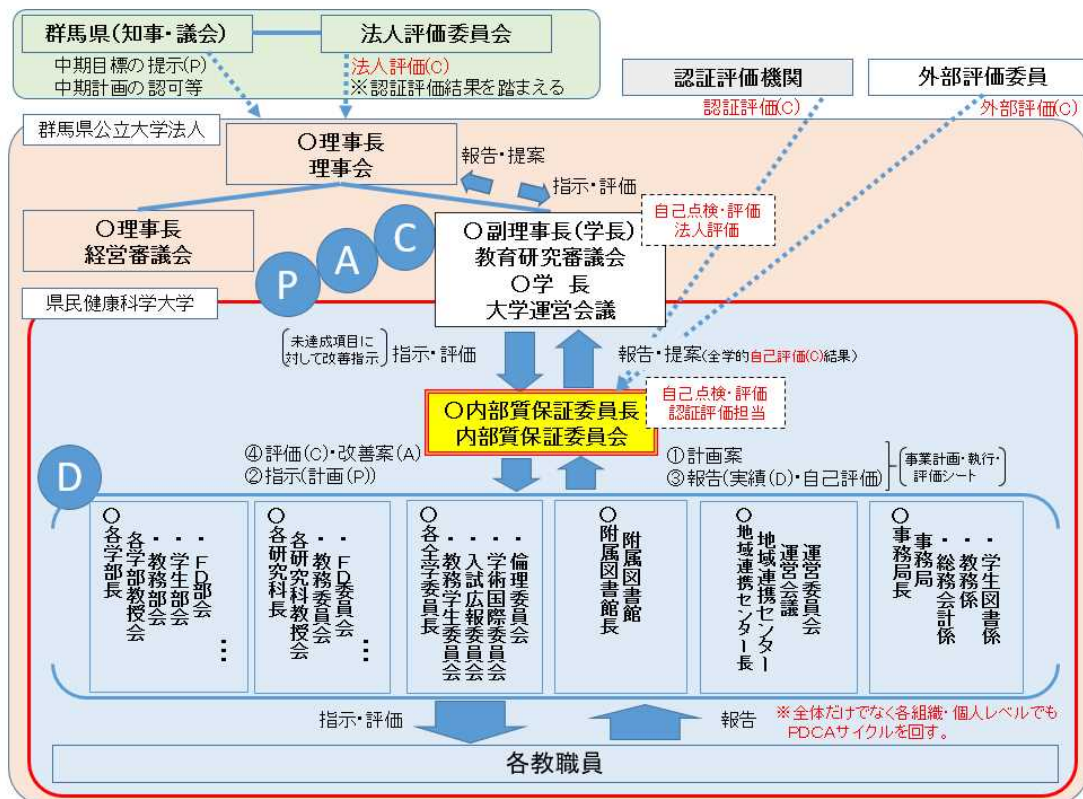 群馬県(知事・議会)
法人評価委員会
中期目標の提示(P)
中期計画の認可等
法人評価(C)
※認証評価結果を踏まえる
認証評価機関
認証評価(C)
外部評価委員
外部評価(C)
群馬県公立大学法人
〇理事長
理事会
報告・提案
指示・評価
〇理事長
経営審議会
P
A
C
〇副理事長(学長)
教育研究審議会
〇学 長
大学運営会議
自己点検・評価
法人評価
県民健康科学大学
未達成項目に
対して改善指示
指示・評価
報告・提案(全学的自己評価(C)結果)
〇内部質保証委員長
内部質保証委員会
自己点検・評価
認証評価担当
④評価(C)・改善案(A)
②指示(計画(P))
①計画案
③報告(実績(D)・自己評価)
事業計画・執行・
評価シート
D
〇各学部長
各学部教授会
・教務部会
・学生部会
・FD部会
…
〇各研究科長
各研究科教授会
・教務委員会
・FD委員会
…
〇各全学委員長
・教務学生委員会
・入試広報委員会
・学術国際委員会
・倫理委員会
〇附属図書館長
附属図書館
〇地域連携センター長
地域連携センター
運営会議
運営委員会
〇事務局長
事務局
・総務会計係
・教務係
・学生図書係
指示・評価
報告
※全体だけでなく各組織・個人レベルでも
PDCAサイクルを回す。
各教職員